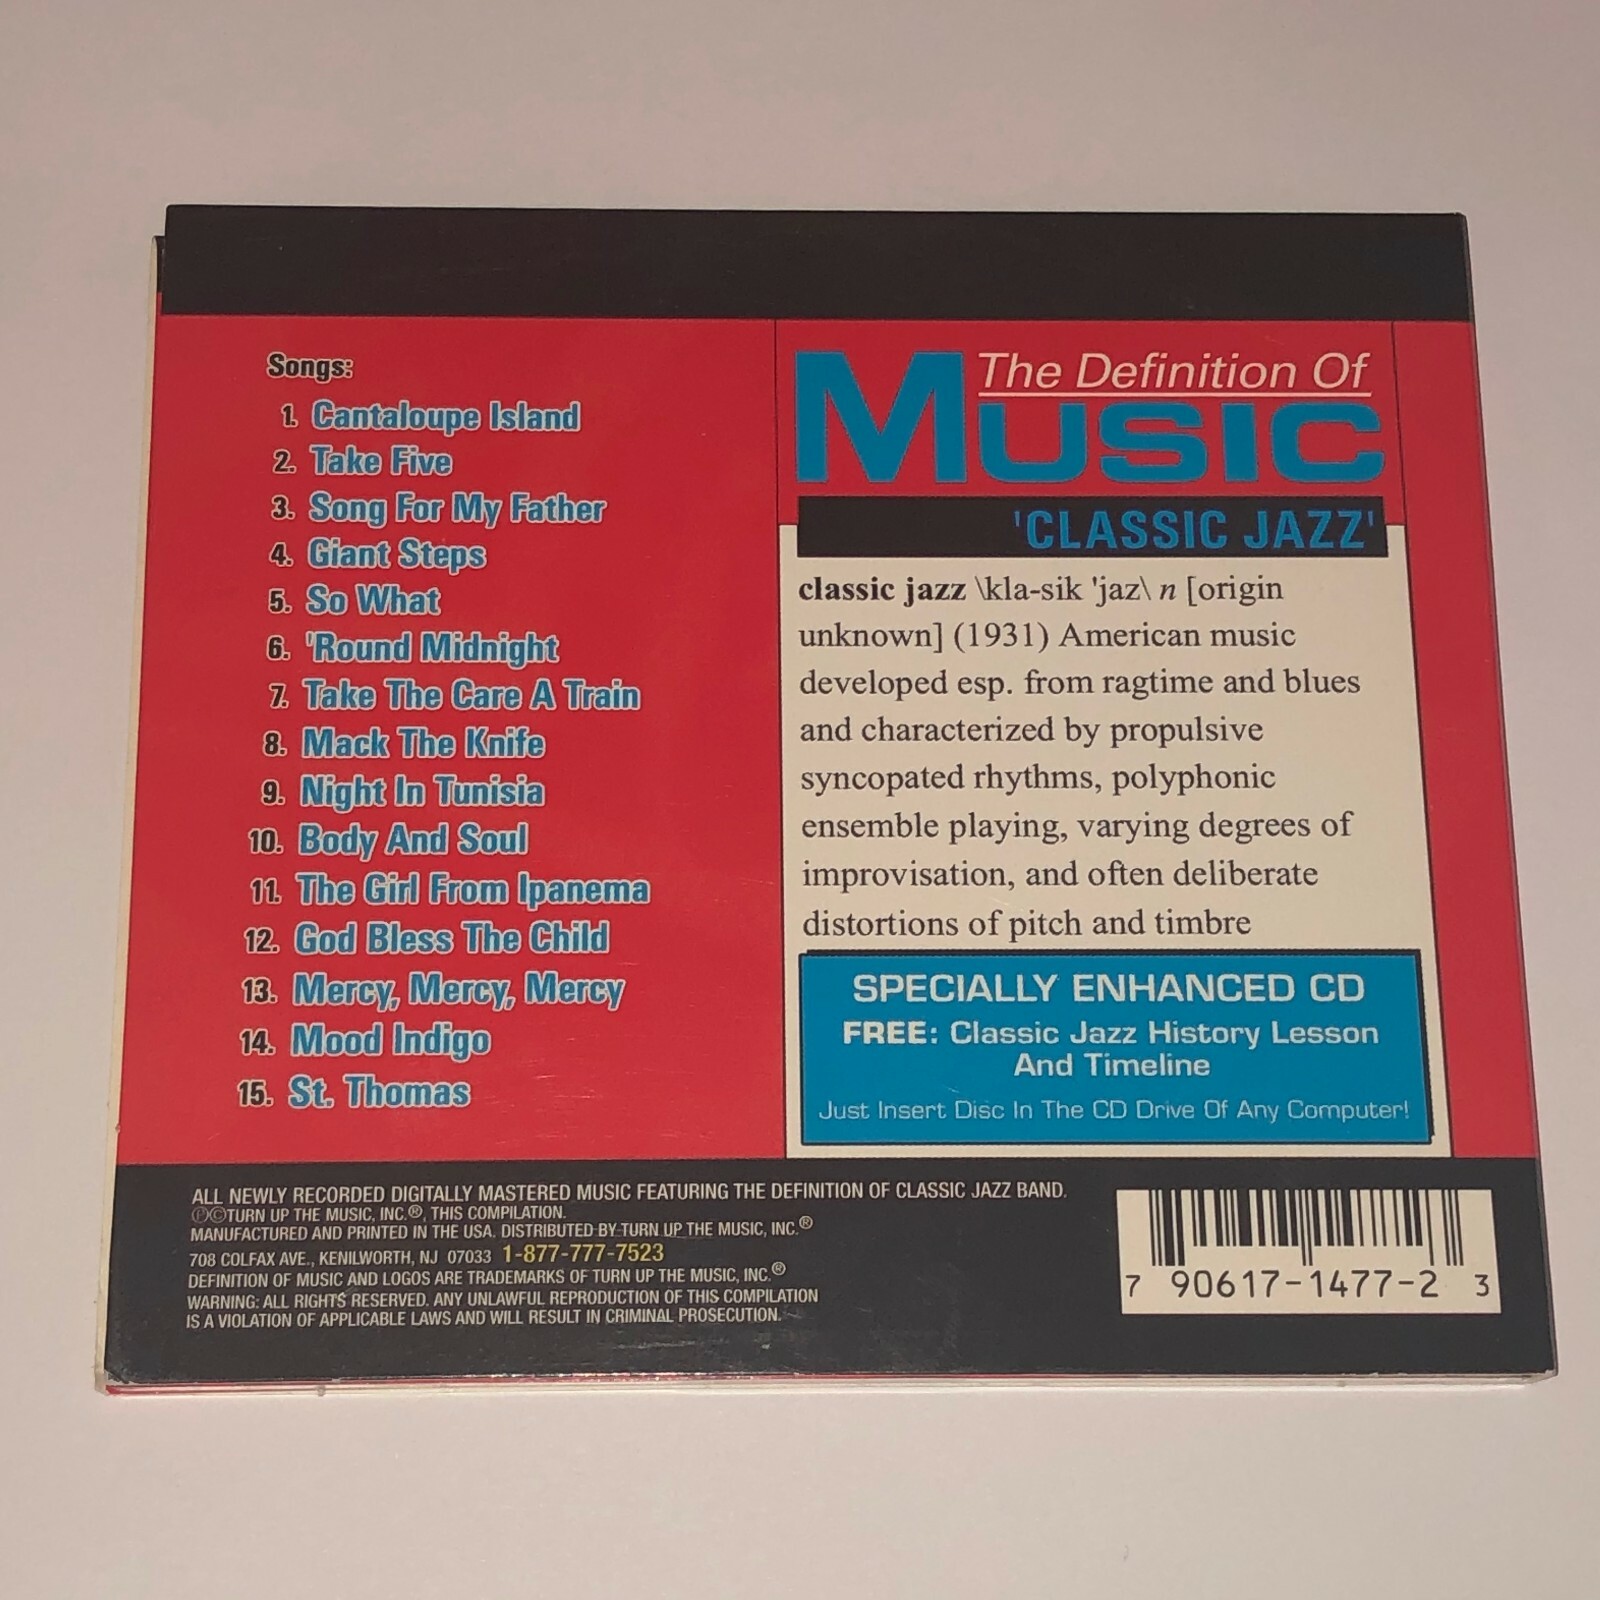 Songs:
1. Cantaloupe Island
2. Take Five
3. Song For My Father
4. Giant Steps
5. So What
6. 'Round Midnight
7. Take The Care A Train
8. Mack The Knife
9. Night In Tunisia
10. Body And Soul
11. The Girl From Ipanema
12. God Bless The Child
13. Mercy, Mercy, Mercy
14. Mood Indigo
15. St. Thomas
The Definition Of
MUSIC
'CLASSIC JAZZ'
classic jazz \kla-sik 'jaz\ n [origin
unknown] (1931) American music
developed esp. from ragtime and blues
and characterized by propulsive
syncopated rhythms, polyphonic
ensemble playing, varying degrees of
improvisation, and often deliberate
distortions of pitch and timbre
SPECIALLY ENHANCED CD
FREE: Classic Jazz History Lesson
And Timeline
Just Insert Disc In The CD Drive Of Any Computer!
ALL NEWLY RECORDED DIGITALLY MASTERED MUSIC FEATURING THE DEFINITION OF CLASSIC JAZZ BAND.
℗©TURN UP THE MUSIC, INC.®, THIS COMPILATION.
MANUFACTURED AND PRINTED IN THE USA. DISTRIBUTED BY TURN UP THE MUSIC, INC.®
708 COLFAX AVE., KENILWORTH, NJ 07033 1-877-777-7523
DEFINITION OF MUSIC AND LOGOS ARE TRADEMARKS OF TURN UP THE MUSIC, INC.®
WARNING: ALL RIGHTS RESERVED. ANY UNLAWFUL REPRODUCTION OF THIS COMPILATION
IS A VIOLATION OF APPLICABLE LAWS AND WILL RESULT IN CRIMINAL PROSECUTION.
7 90617-1477-2 3